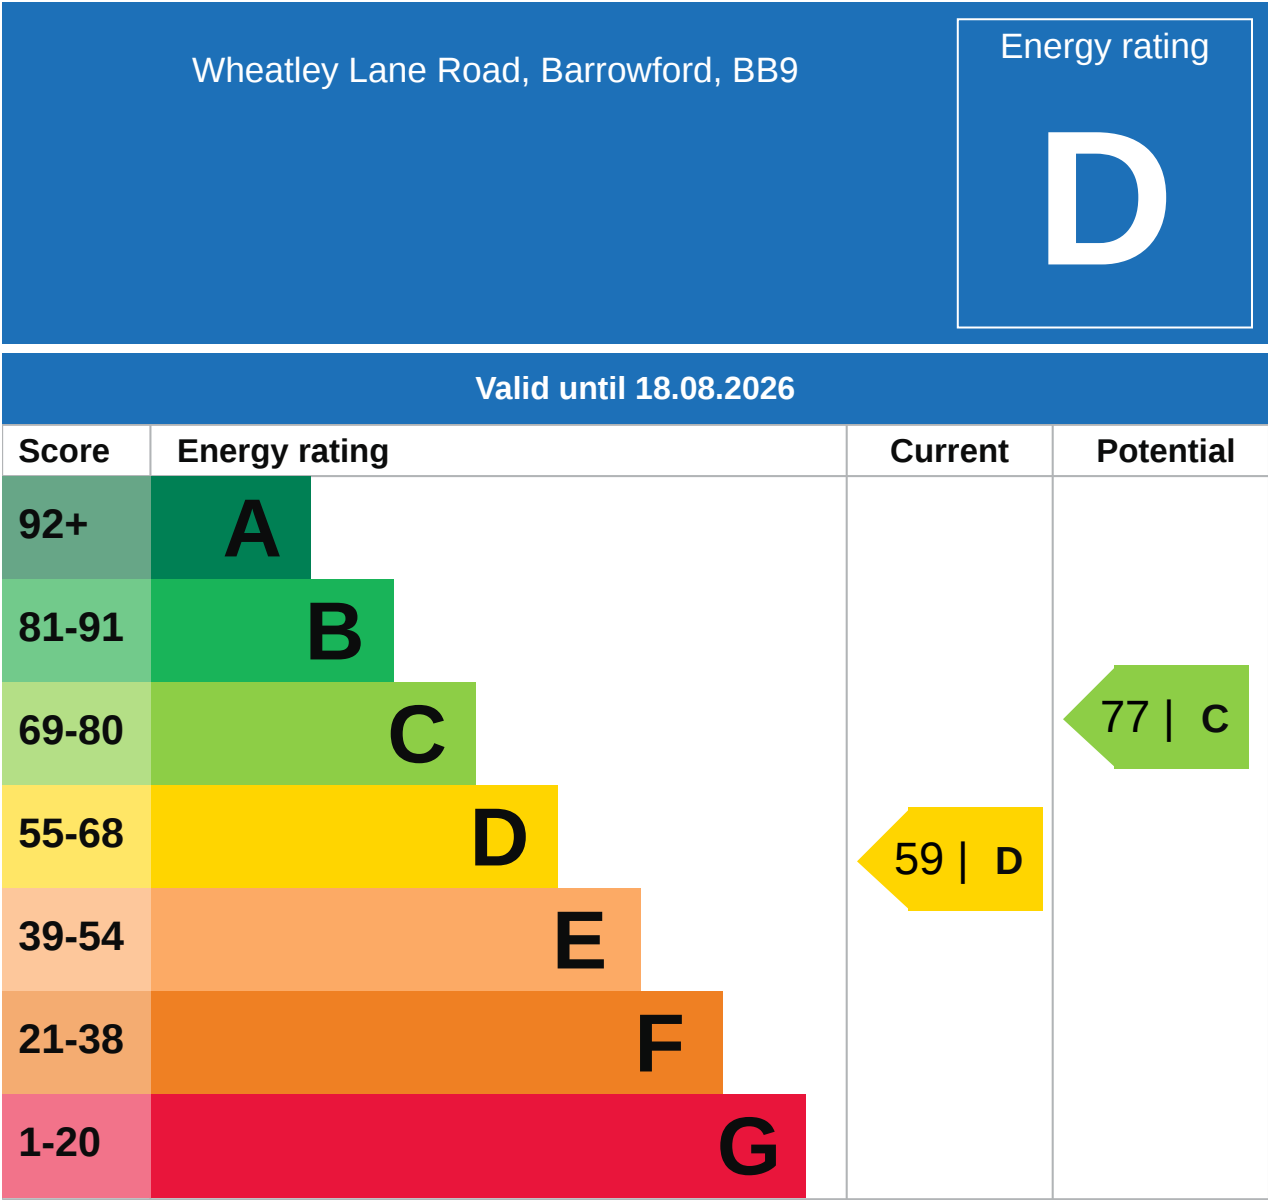 Wheatley Lane Road, Barrowford, BB9
Energy rating
D
Valid until 18.08.2026
Score Energy rating Current Potential
92+ A
81-91 B
69-80 C
77 | C
55-68 D
59 | D
39-54 E
21-38 F
1-20 G